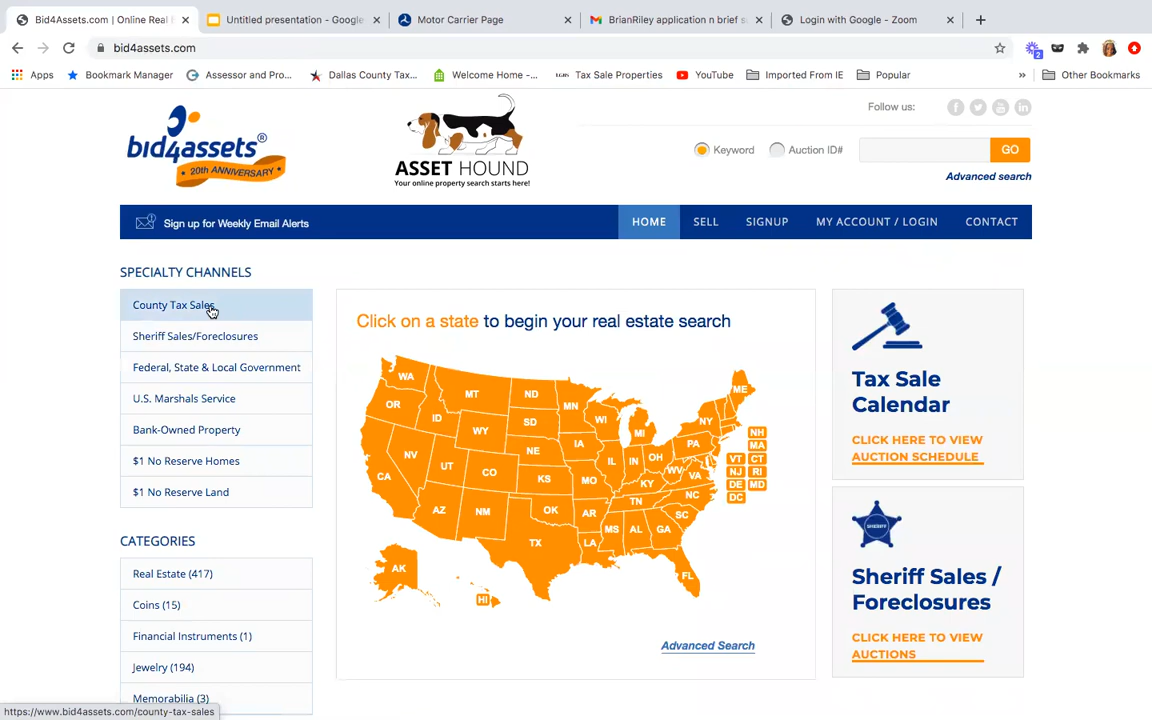 Bid4Assets.com | Online Real
Untitled presentation - Google
Motor Carrier Page
BrianRiley application n brief
Login with Google - Zoom
bid4assets.com
2
Apps
Bookmark Manager
Assessor and Pro...
Dallas County Tax...
Welcome Home -...
LGBS
Tax Sale Properties
YouTube
Imported From IE
Popular
»
Other Bookmarks
bid4assets®
20TH ANNIVERSARY
ASSET HOUND
Your online property search starts here!
Follow us:
Keyword
Auction ID#
GO
Advanced search
Sign up for Weekly Email Alerts
HOME
SELL
SIGNUP
MY ACCOUNT / LOGIN
CONTACT
SPECIALTY CHANNELS
County Tax Sales
Sheriff Sales/Foreclosures
Federal, State & Local Government
U.S. Marshals Service
Bank-Owned Property
$1 No Reserve Homes
$1 No Reserve Land
CATEGORIES
Real Estate (417)
Coins (15)
Financial Instruments (1)
Jewelry (194)
Memorabilia (3)
Click on a state to begin your real estate search
WA
MT
ND
MN
ME
OR
ID
SD
WI
MI
NY
NH
WY
MA
NV
UT
NE
IA
IL
IN
OH
PA
VT
CT
CA
CO
KS
MO
KY
WV
VA
NJ
RI
DE
MD
DC
AZ
NM
OK
AR
TN
NC
SC
TX
LA
MS
AL
GA
AK
HI
FL
Advanced Search
Tax Sale
Calendar
CLICK HERE TO VIEW
AUCTION SCHEDULE
SHERIFF
Sheriff Sales /
Foreclosures
CLICK HERE TO VIEW
AUCTIONS
https://www.bid4assets.com/county-tax-sales